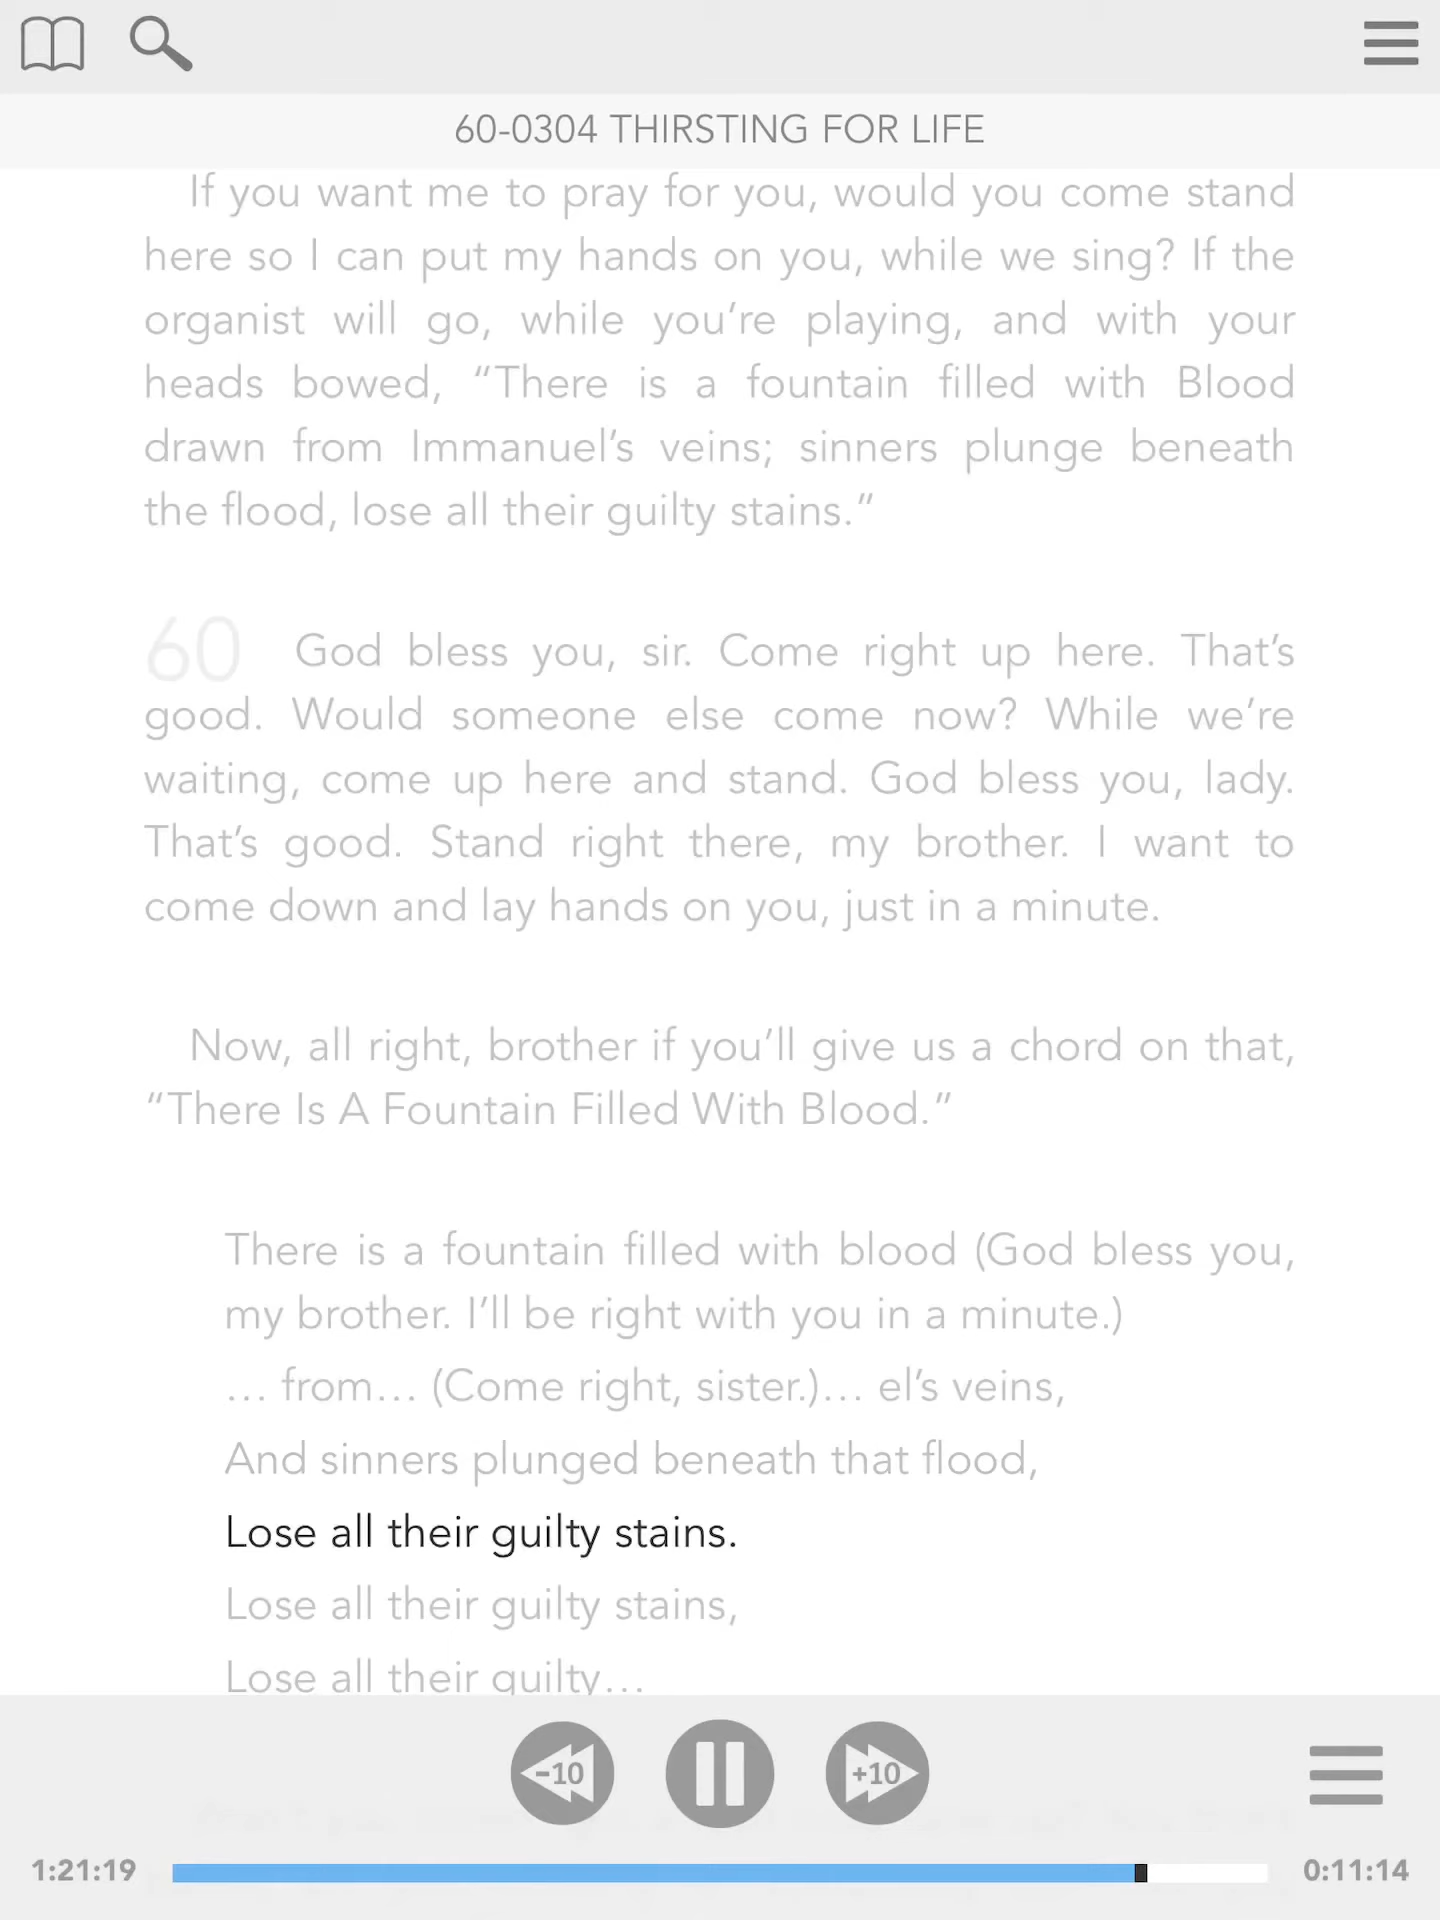 60-0304 THIRSTING FOR LIFE
If you want me to pray for you, would you come stand
here so I can put my hands on you, while we sing? If the
organist will go, while you’re playing, and with your
heads bowed, “There is a fountain filled with Blood
drawn from Immanuel’s veins; sinners plunge beneath
the flood, lose all their guilty stains.”
60 God bless you, sir. Come right up here. That’s
good. Would someone else come now? While we’re
waiting, come up here and stand. God bless you, lady.
That’s good. Stand right there, my brother. I want to
come down and lay hands on you, just in a minute.
Now, all right, brother if you’ll give us a chord on that,
“There Is A Fountain Filled With Blood.”
There is a fountain filled with blood (God bless you,
my brother. I’ll be right with you in a minute.)
… from… (Come right, sister.)… el’s veins,
And sinners plunged beneath that flood,
Lose all their guilty stains.
Lose all their guilty stains,
Lose all their guilty…
-10 +10
1:21:19 0:11:14